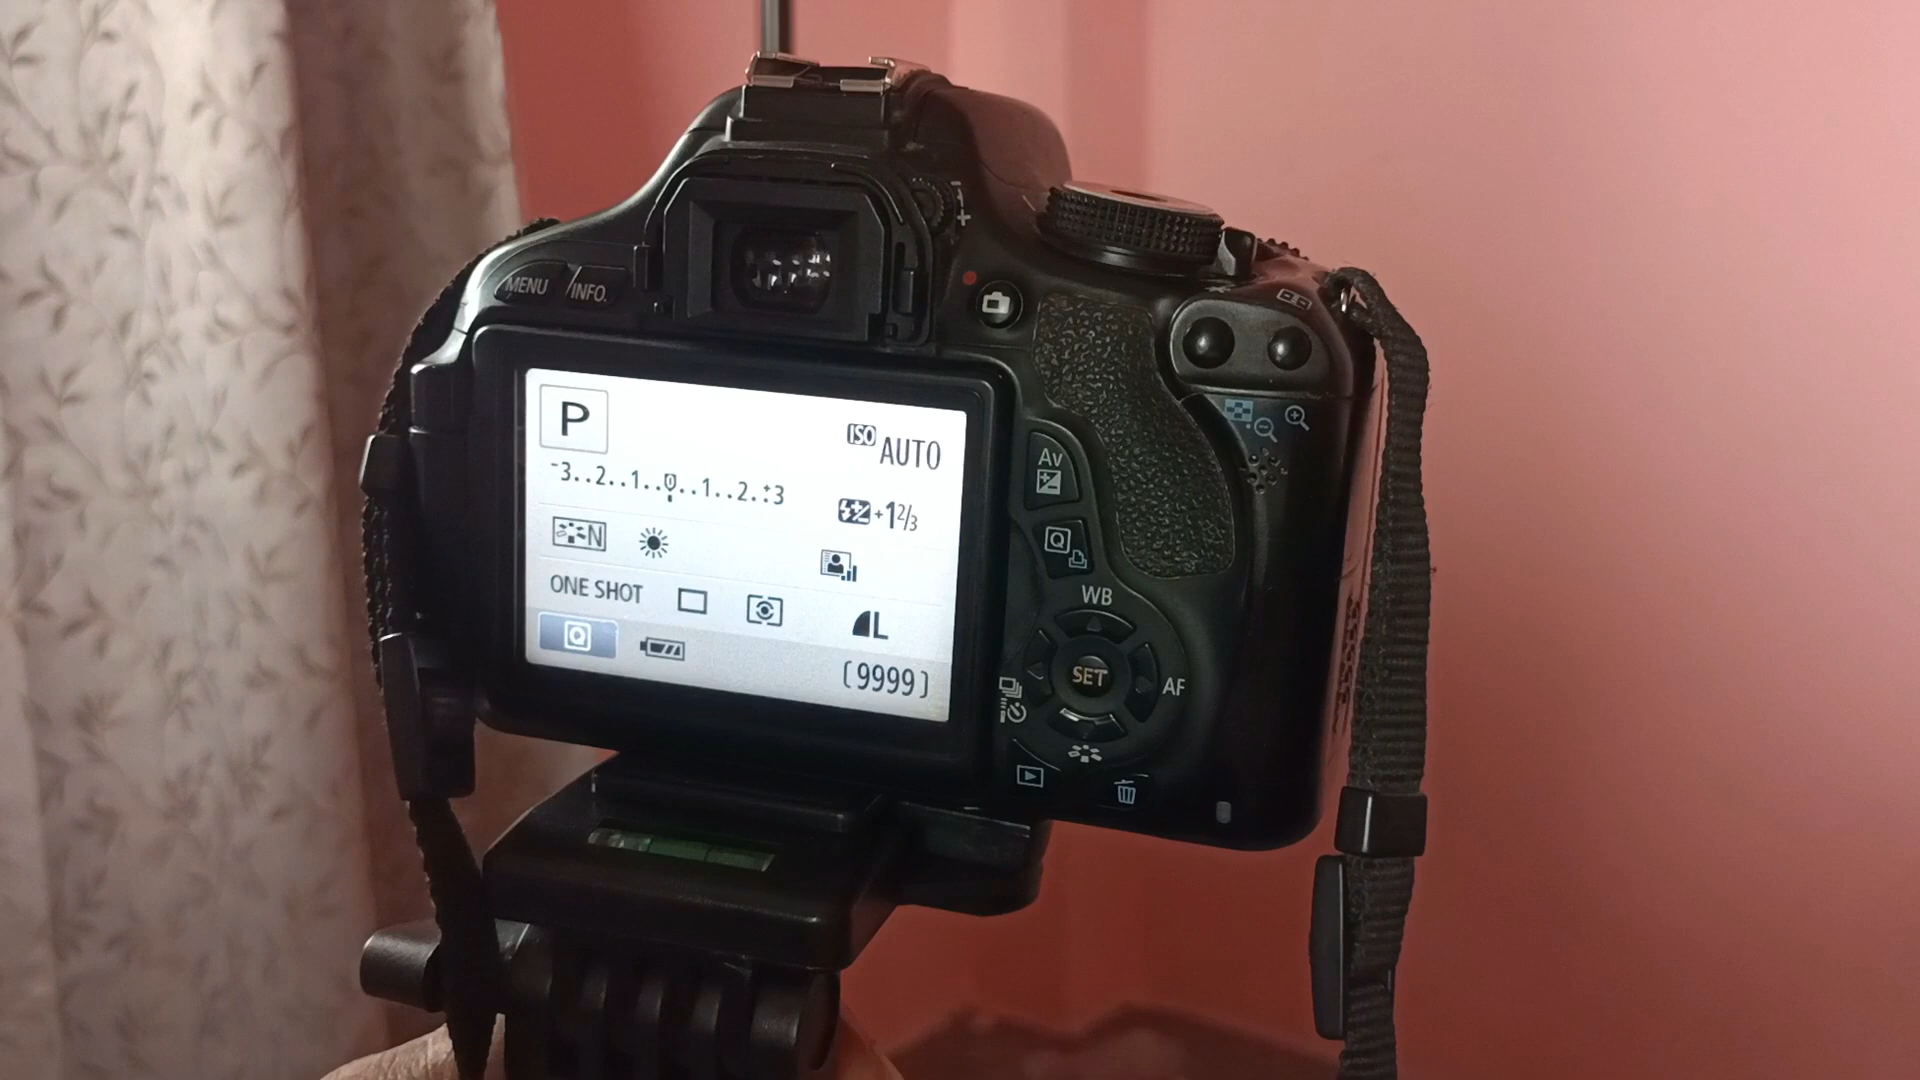 MENU
INFO.
P
ISO AUTO
-3..2..1..0..1..2.:+3
+1 2/3
N
ONE SHOT
L
Q
[9999]
Av
Q
WB
SET
AF